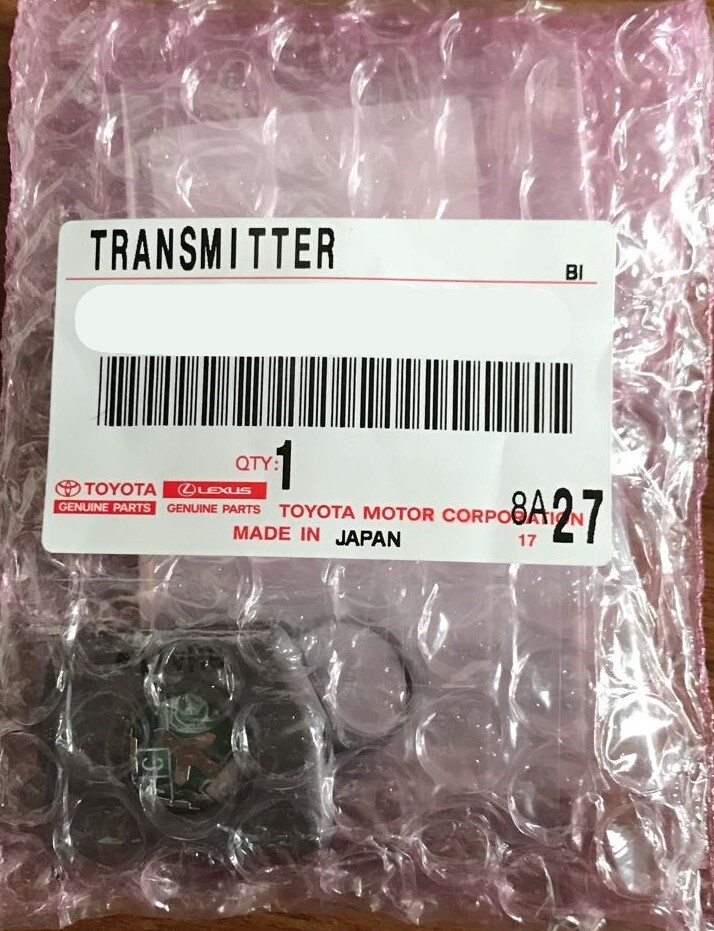 TRANSMITTER
BI
QTY: 1
TOYOTA LEXUS 8A 27
GENUINE PARTS GENUINE PARTS TOYOTA MOTOR CORPORATION
MADE IN JAPAN 17